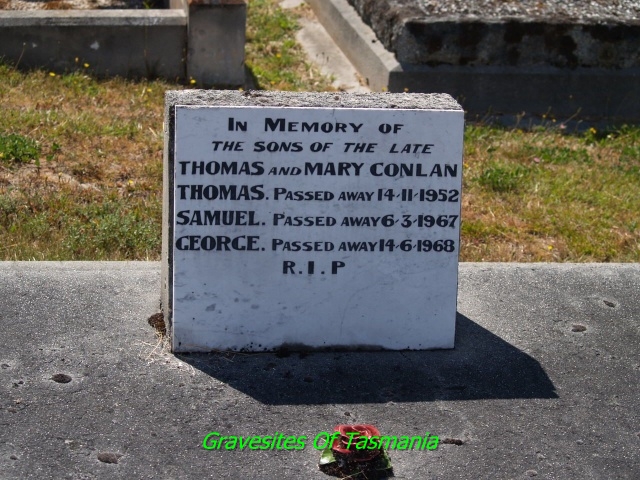 In Memory of
the sons of the late
Thomas and Mary Conlan
Thomas. Passed away 14-11-1952
Samuel. Passed away 6-3-1967
George. Passed away 14-6-1968
R.I.P
Gravesites Of Tasmania